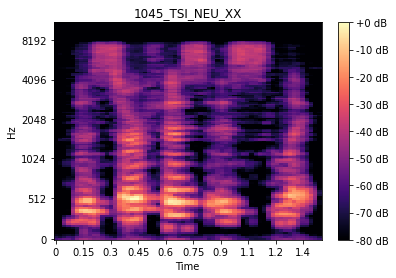 1045_TSI_NEU_XX
Hz
8192
4096
2048
1024
512
0
0 0.15 0.3 0.45 0.6 0.75 0.9 1.1 1.2 1.4
Time
+0 dB
-10 dB
-20 dB
-30 dB
-40 dB
-50 dB
-60 dB
-70 dB
-80 dB